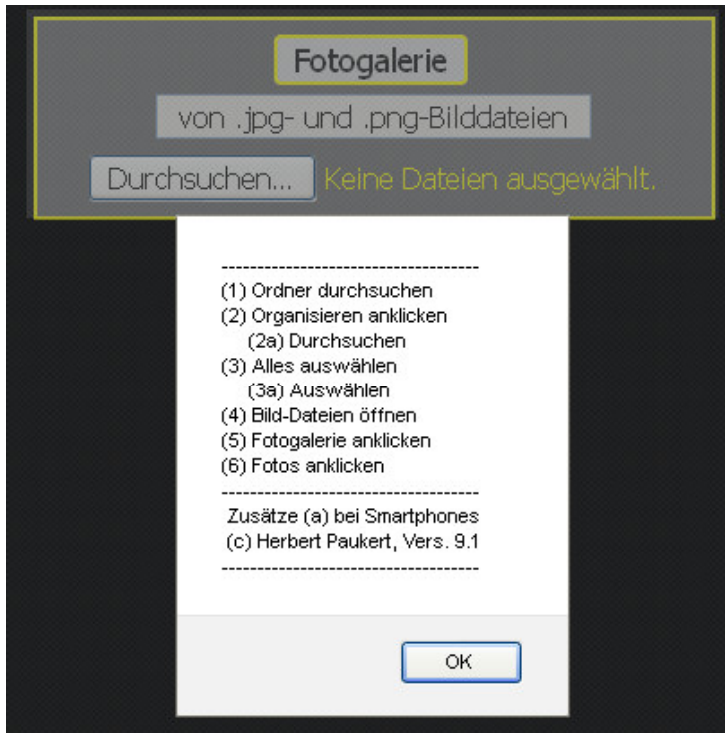 Fotogalerie
von .jpg- und .png-Bilddateien
Durchsuchen... Keine Dateien ausgewählt.
------------------------------------
(1) Ordner durchsuchen
(2) Organisieren anklicken
(2a) Durchsuchen
(3) Alles auswählen
(3a) Auswählen
(4) Bild-Dateien öffnen
(5) Fotogalerie anklicken
(6) Fotos anklicken
------------------------------------
Zusätze (a) bei Smartphones
(c) Herbert Paukert, Vers. 9.1
------------------------------------
OK